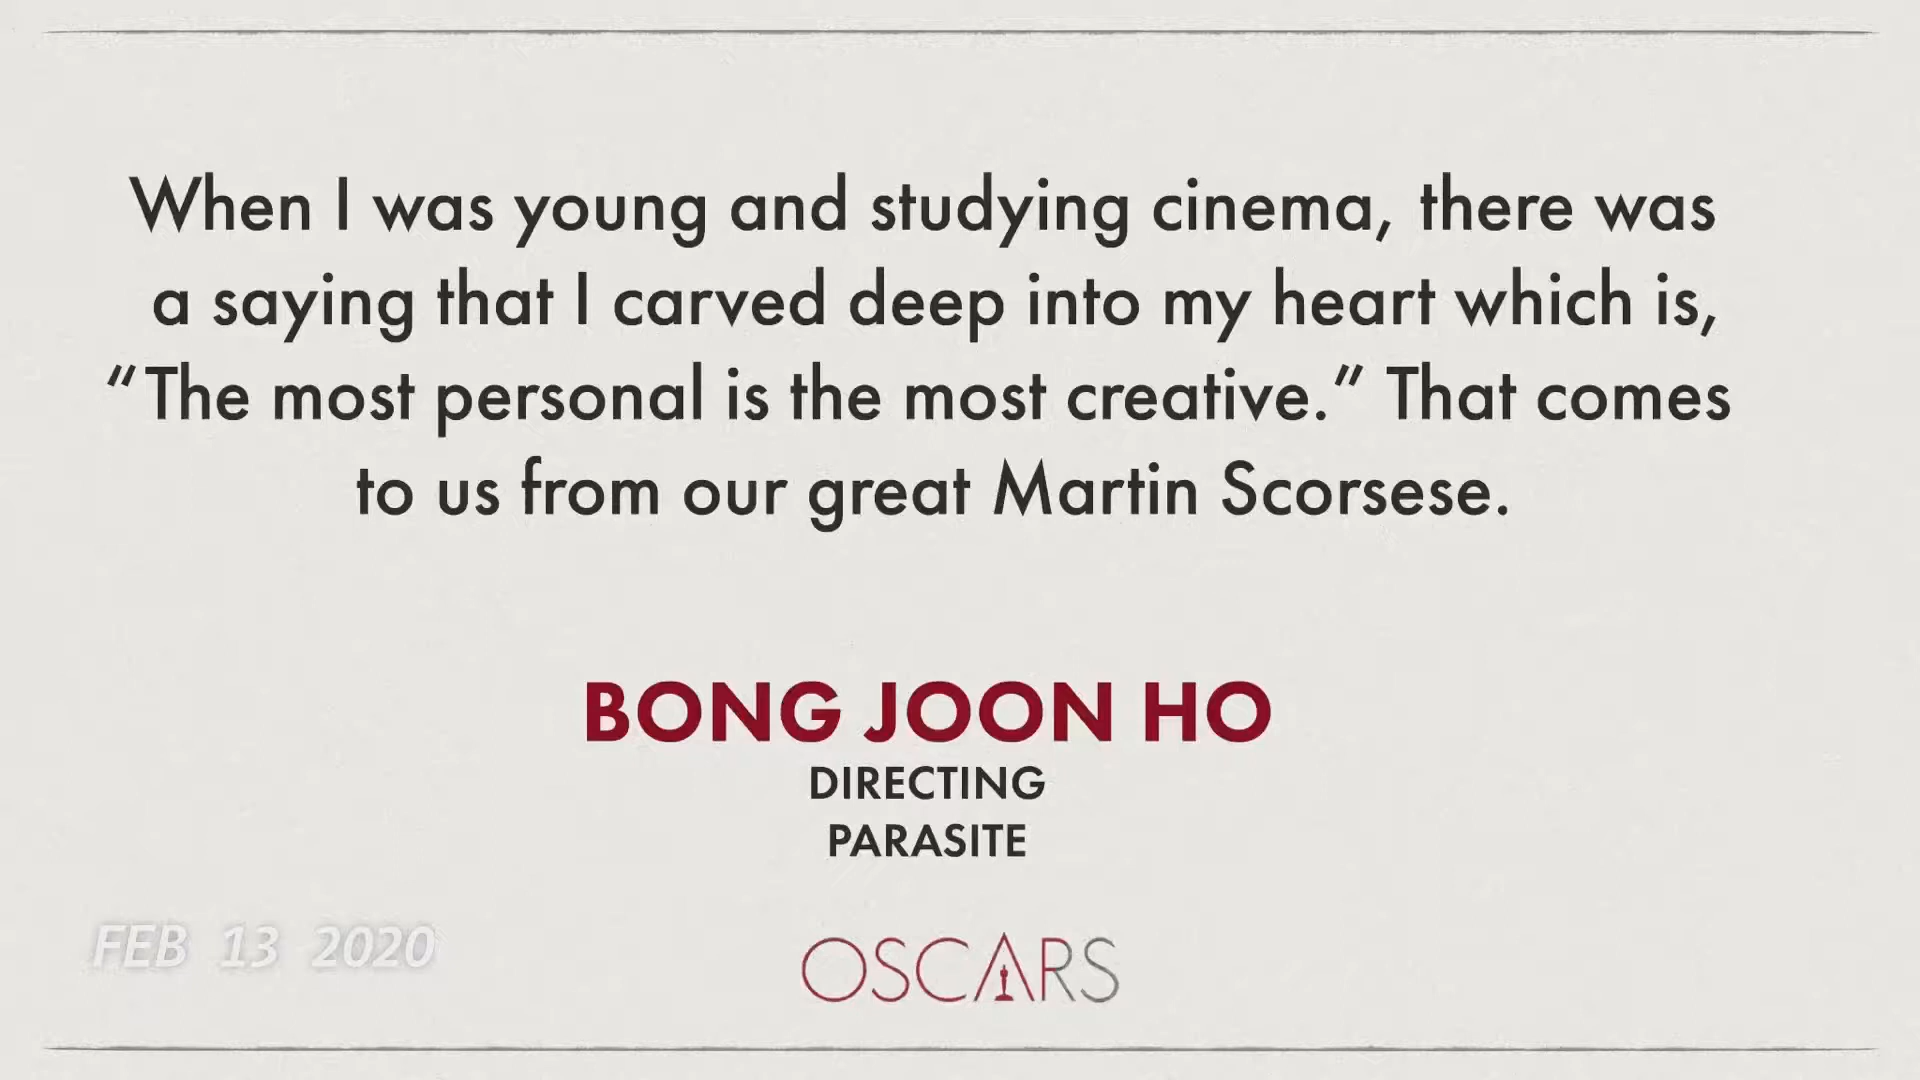 When I was young and studying cinema, there was
a saying that I carved deep into my heart which is,
“The most personal is the most creative.” That comes
to us from our great Martin Scorsese.
BONG JOON HO
DIRECTING
PARASITE
FEB 13 2020
OSCARS